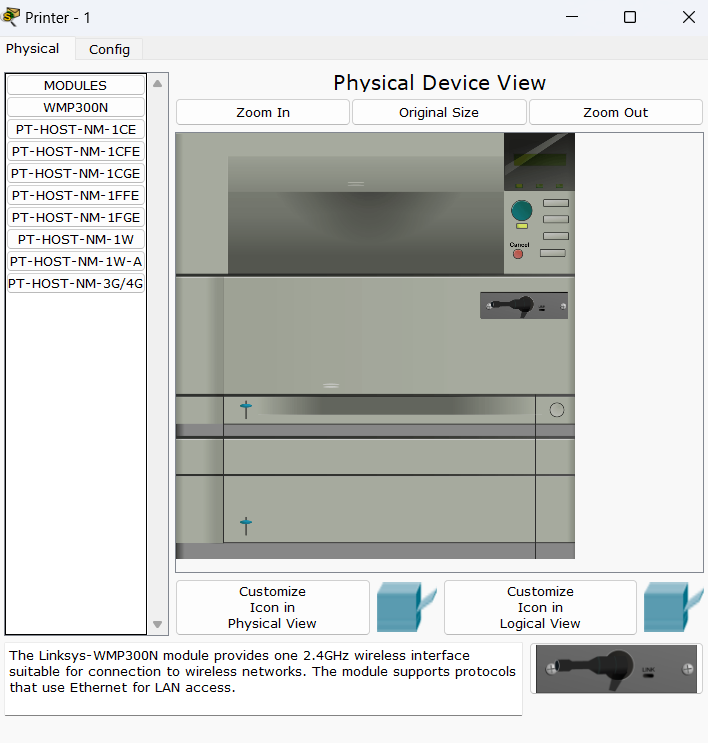 Printer - 1
Physical
Config
MODULES
WMP300N
PT-HOST-NM-1CE
PT-HOST-NM-1CFE
PT-HOST-NM-1CGE
PT-HOST-NM-1FFE
PT-HOST-NM-1FGE
PT-HOST-NM-1W
PT-HOST-NM-1W-A
PT-HOST-NM-3G/4G
Physical Device View
Zoom In
Original Size
Zoom Out
Cancel
Customize
Icon in
Physical View
Customize
Icon in
Logical View
The Linksys-WMP300N module provides one 2.4GHz wireless interface
suitable for connection to wireless networks. The module supports protocols
that use Ethernet for LAN access.
LINK